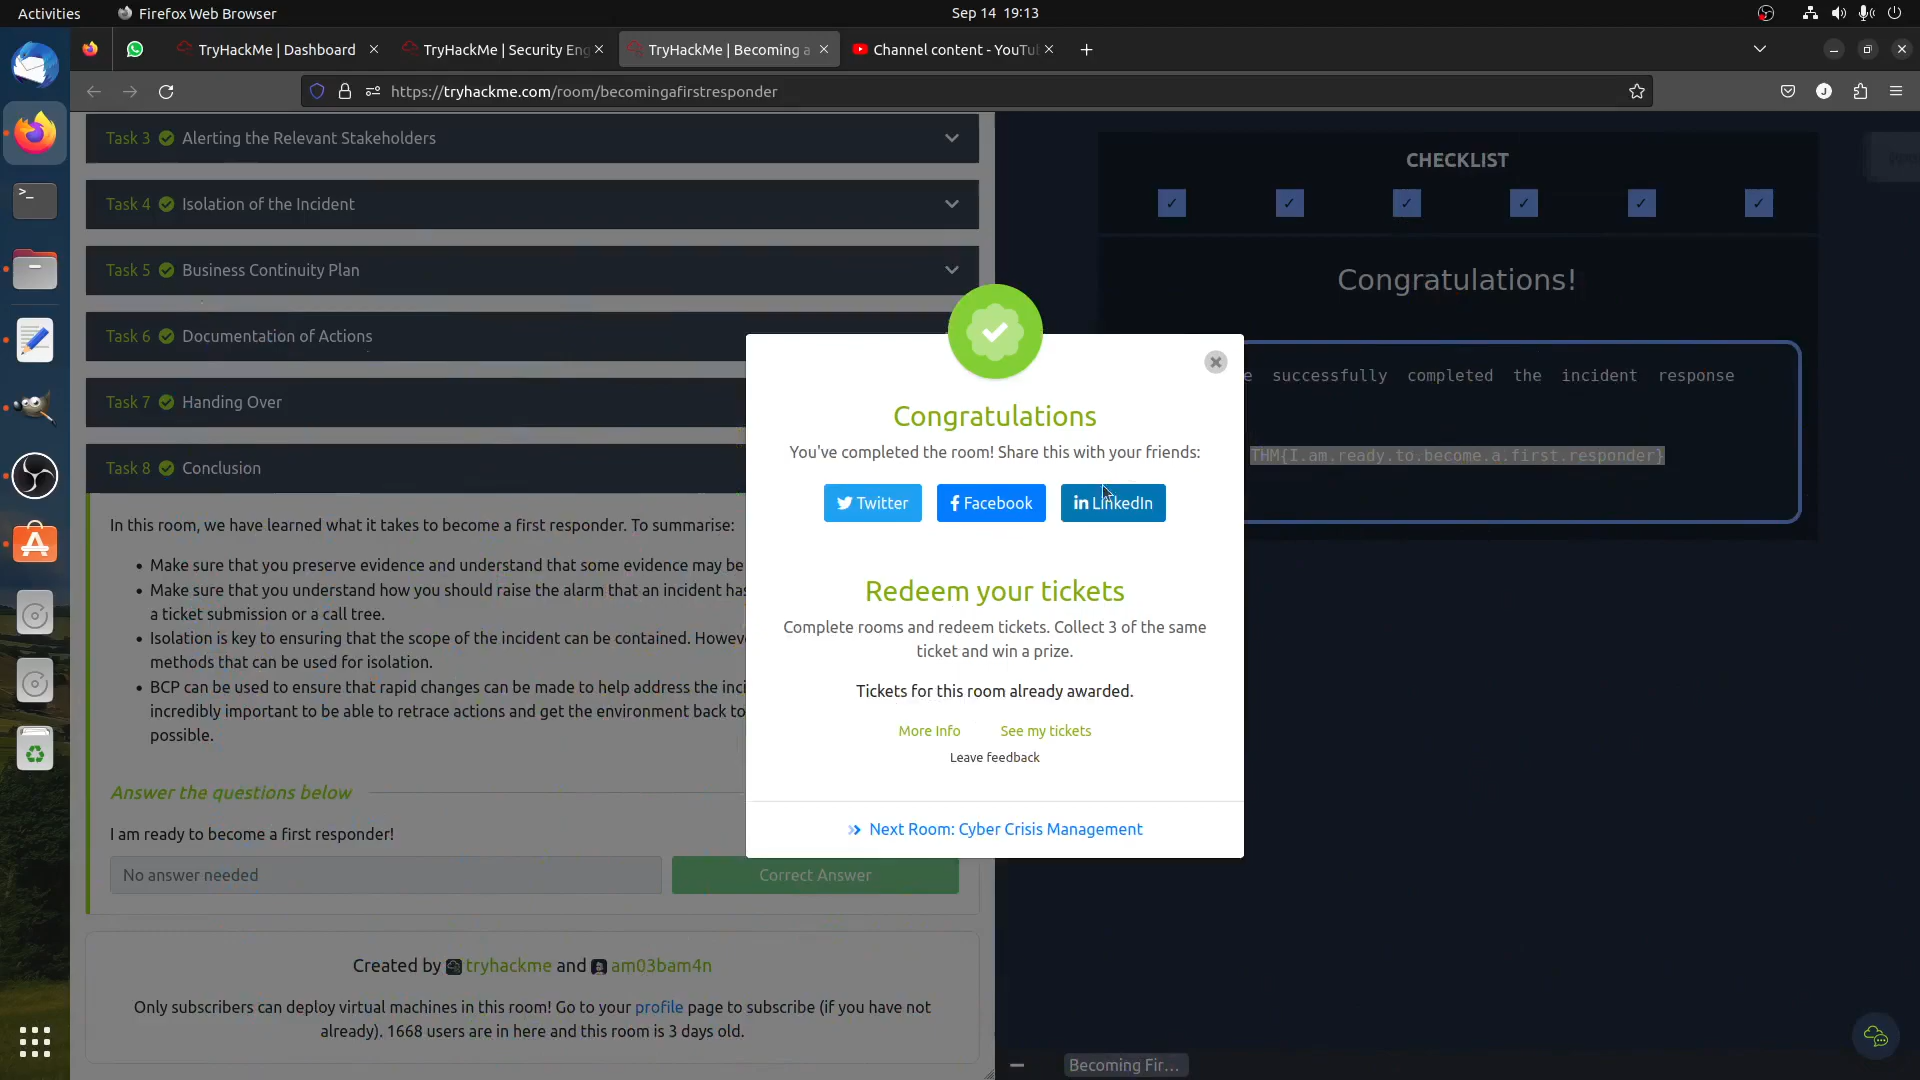 Activities
Firefox Web Browser
Sep 14 19:13
TryHackMe | Dashboard
TryHackMe | Security Eng
TryHackMe | Becoming a
Channel content - YouTu
https://tryhackme.com/room/becomingafirstresponder
J
Task 3 Alerting the Relevant Stakeholders
Task 4 Isolation of the Incident
Task 5 Business Continuity Plan
Task 6 Documentation of Actions
Task 7 Handing Over
Task 8 Conclusion
In this room, we have learned what it takes to become a first responder. To summarise:
• Make sure that you preserve evidence and understand that some evidence may be
• Make sure that you understand how you should raise the alarm that an incident has
a ticket submission or a call tree.
• Isolation is key to ensuring that the scope of the incident can be contained. Howev
methods that can be used for isolation.
• BCP can be used to ensure that rapid changes can be made to help address the inci
incredibly important to be able to retrace actions and get the environment back to
possible.
Answer the questions below
I am ready to become a first responder!
No answer needed
Correct Answer
Created by tryhackme and am03bam4n
Only subscribers can deploy virtual machines in this room! Go to your profile page to subscribe (if you have not
already). 1668 users are in here and this room is 3 days old.
Congratulations
You've completed the room! Share this with your friends:
Twitter
Facebook
LinkedIn
Redeem your tickets
Complete rooms and redeem tickets. Collect 3 of the same
ticket and win a prize.
Tickets for this room already awarded.
More Info
See my tickets
Leave feedback
Next Room: Cyber Crisis Management
CHECKLIST
Congratulations!
e successfully completed the incident response
THM{I.am.ready.to.become.a.first.responder}
Becoming Fir...